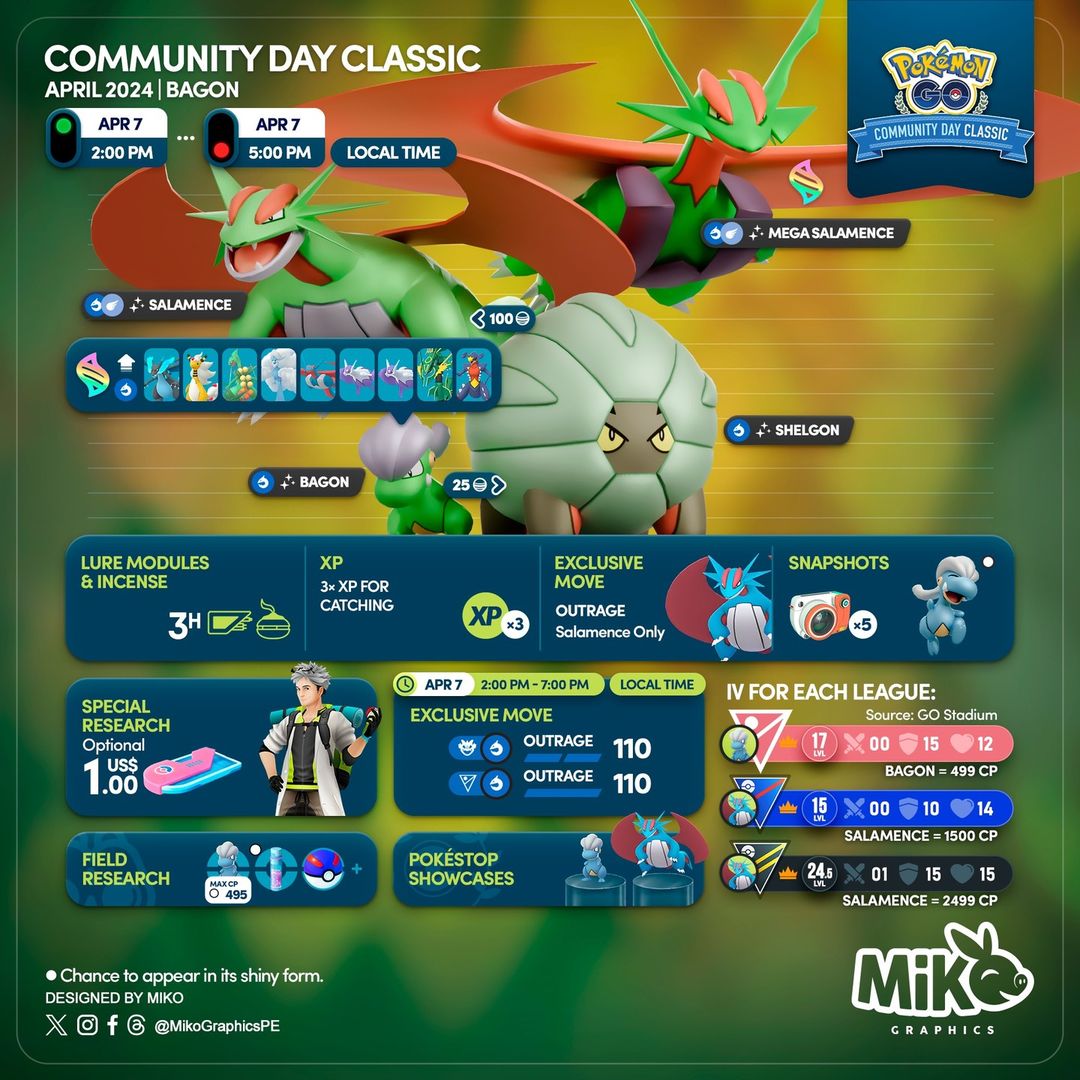 COMMUNITY DAY CLASSIC
APRIL 2024 | BAGON
APR 7
2:00 PM
...
APR 7
5:00 PM
LOCAL TIME
POKÉMON
GO
COMMUNITY DAY CLASSIC
MEGA SALAMENCE
SALAMENCE
100
SHELGON
BAGON
25
LURE MODULES
& INCENSE
3H
XP
3× XP FOR
CATCHING
XP
×3
EXCLUSIVE
MOVE
OUTRAGE
Salamence Only
SNAPSHOTS
×5
SPECIAL
RESEARCH
Optional
1.00 US$
APR 7
2:00 PM - 7:00 PM
LOCAL TIME
EXCLUSIVE MOVE
OUTRAGE 110
OUTRAGE 110
IV FOR EACH LEAGUE:
Source: GO Stadium
17 LVL 00 15 12
BAGON = 499 CP
15 LVL 00 10 14
SALAMENCE = 1500 CP
24.5 LVL 01 15 15
SALAMENCE = 2499 CP
FIELD
RESEARCH
MAX CP
495
+
POKÉSTOP
SHOWCASES
Chance to appear in its shiny form.
DESIGNED BY MIKO
@MikoGraphicsPE
MiKO
GRAPHICS